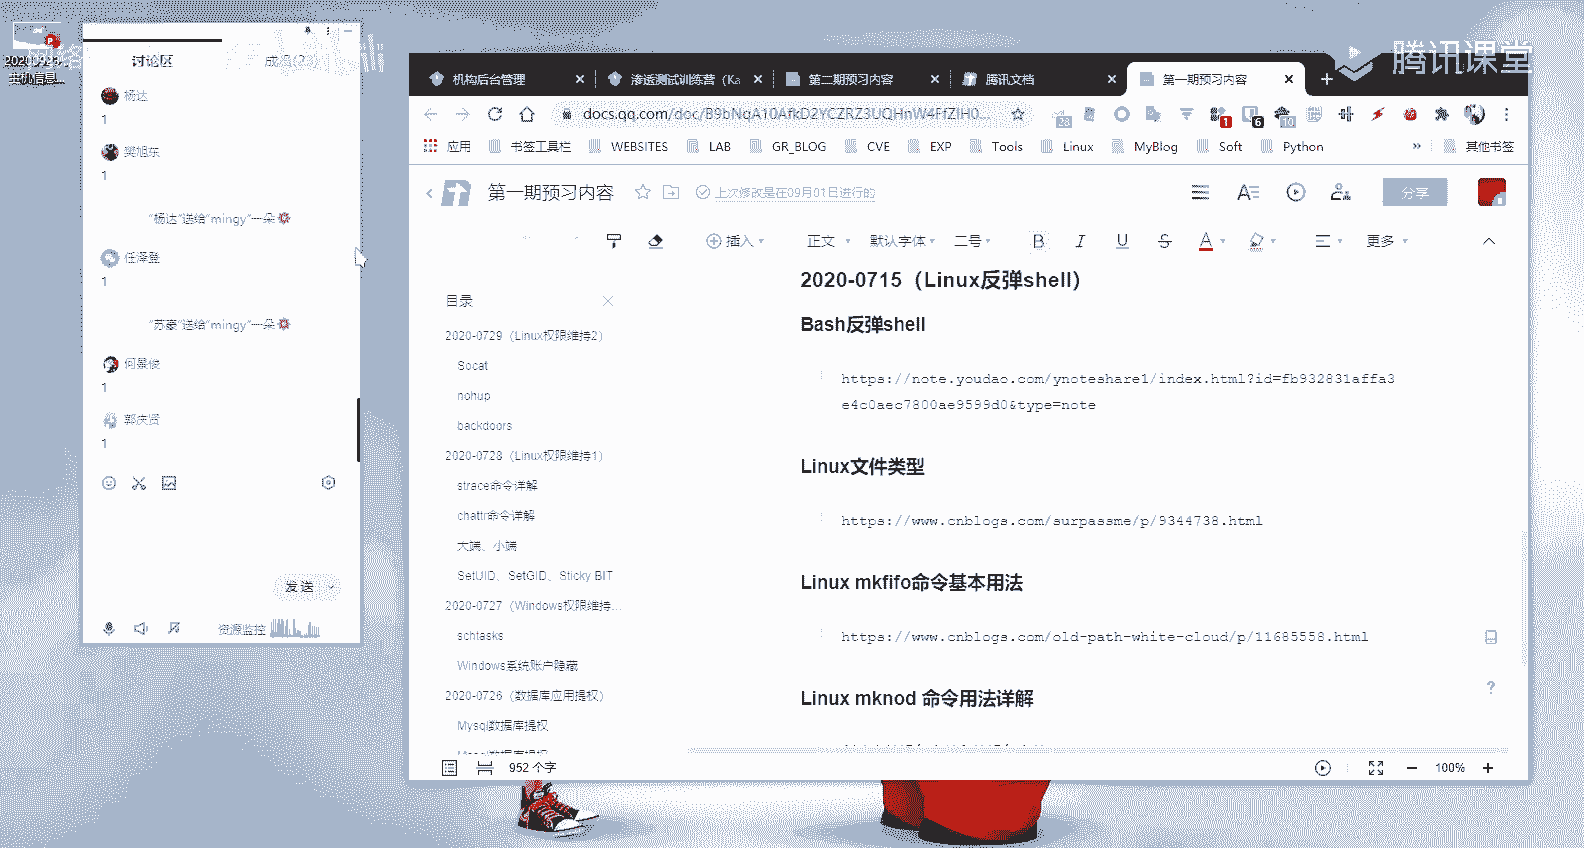 腾讯课堂
讨论区
杨达
1
樊旭东
1
"杨达"送给"mingy"一朵
任泽登
1
"苏豪"送给"mingy"一朵
何景俊
1
郭庆贤
1
发送
资源监控
机构后台管理
渗透测试训练营（Ka
第二期预习内容
腾讯文档
第一期预习内容
docs.qq.com/doc/B9bNqA10AfkD2YCZRZ3UQHnW4FfZlH0...
28
1
6
10
应用 书签工具栏 WEBSITES LAB GR_BLOG CVE EXP Tools Linux MyBlog Soft Python » 其他书签
第一期预习内容
上次修改是在09月01日进行的
分享
插入 正文 默认字体 二号 B I U S A 更多
目录
2020-0729（Linux权限维持2）
Socat
nohup
backdoors
2020-0728（Linux权限维持1）
strace命令详解
chattr命令详解
大端、小端
SetUID、SetGID、Sticky BIT
2020-0727（Windows权限维持...
schtasks
Windows系统账户隐藏
2020-0726（数据库应用提权）
Mysql数据库提权
2020-0715（Linux反弹shell）
Bash反弹shell
https://note.youdao.com/ynoteshare1/index.html?id=fb932831affa3
e4c0aec7800ae9599d0&type=note
Linux文件类型
https://www.cnblogs.com/surpassme/p/9344738.html
Linux mkfifo命令基本用法
https://www.cnblogs.com/old-path-white-cloud/p/11685558.html
Linux mknod 命令用法详解
952 个字
100%